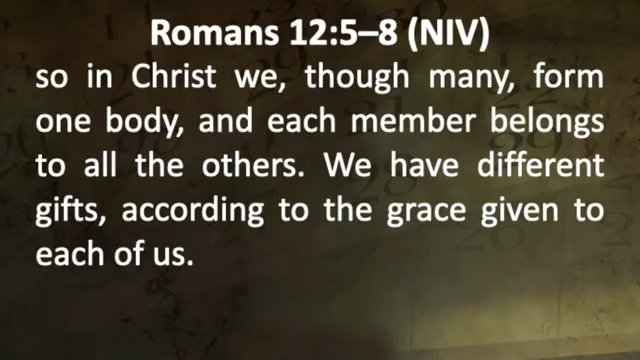 Romans 12:5–8 (NIV)
so in Christ we, though many, form
one body, and each member belongs
to all the others. We have different
gifts, according to the grace given to
each of us.